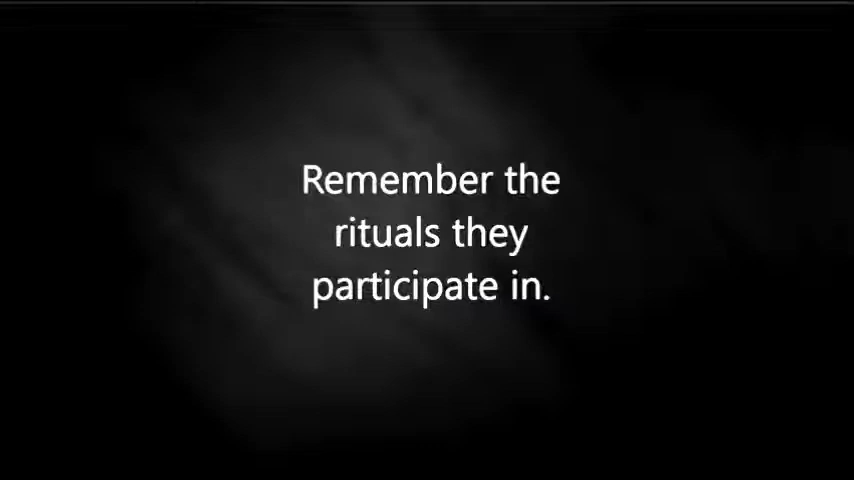 Remember the
rituals they
participate in.